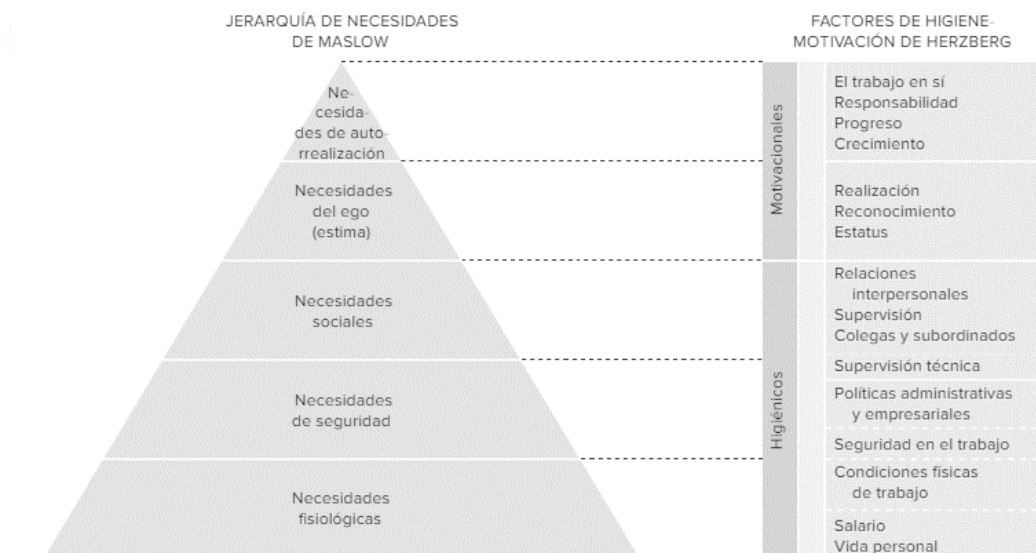 JERARQUÍA DE NECESIDADES
DE MASLOW
FACTORES DE HIGIENE-
MOTIVACIÓN DE HERZBERG
Ne-
cesida-
des de auto-
rrealización
Necesidades
del ego
(estima)
Necesidades
sociales
Necesidades
de seguridad
Necesidades
fisiológicas
Motivacionales
Higiénicos
El trabajo en sí
Responsabilidad
Progreso
Crecimiento
Realización
Reconocimiento
Estatus
Relaciones
interpersonales
Supervisión
Colegas y subordinados
Supervisión técnica
Políticas administrativas
y empresariales
Seguridad en el trabajo
Condiciones físicas
de trabajo
Salario
Vida personal